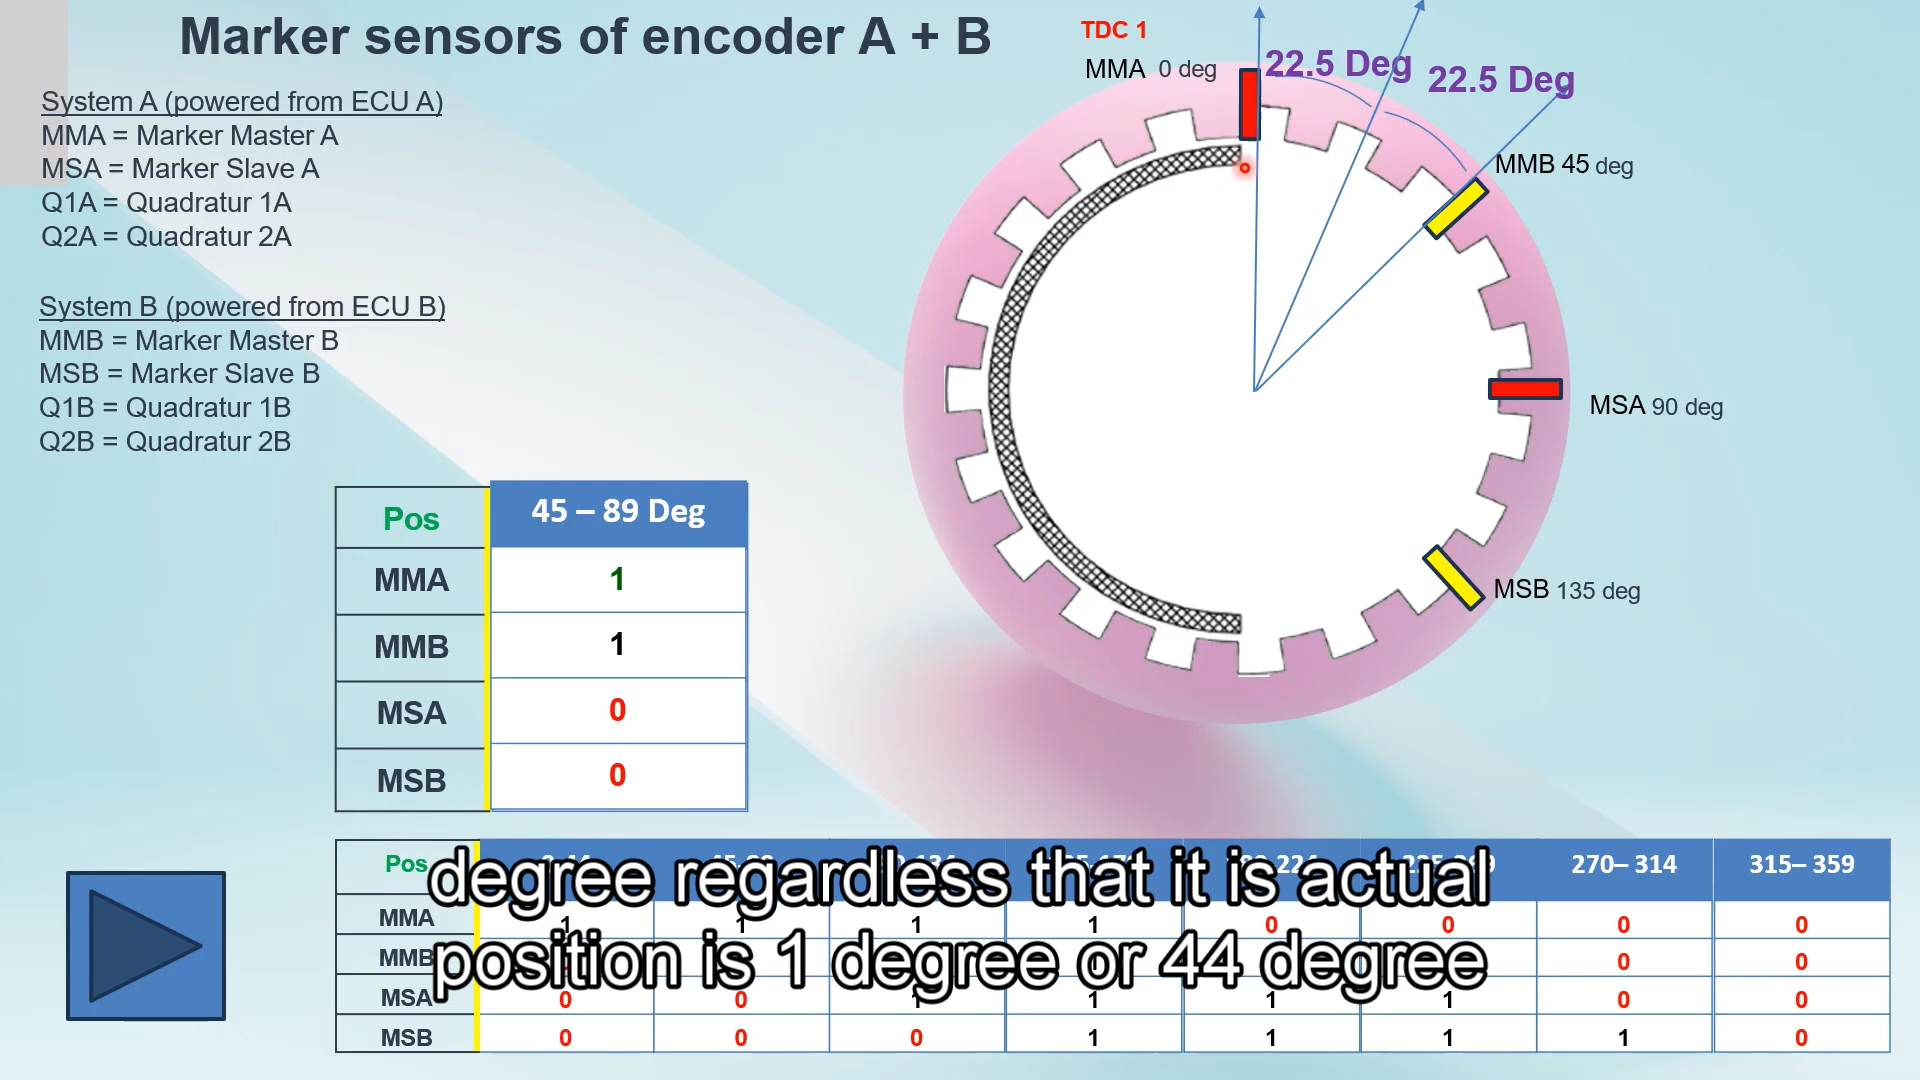 Marker sensors of encoder A + B
System A (powered from ECU A)
MMA = Marker Master A
MSA = Marker Slave A
Q1A = Quadratur 1A
Q2A = Quadratur 2A
System B (powered from ECU B)
MMB = Marker Master B
MSB = Marker Slave B
Q1B = Quadratur 1B
Q2B = Quadratur 2B
TDC 1
MMA 0 deg
22.5 Deg
22.5 Deg
MMB 45 deg
MSA 90 deg
MSB 135 deg
Pos 45 – 89 Deg
MMA 1
MMB 1
MSA 0
MSB 0
Pos 270– 314 315– 359
MMA 1 1 1 1 0 0 0 0
MMB 0 0
MSA 0 0 1 1 1 1 0 0
MSB 0 0 0 1 1 1 1 0
degree regardless that it is actual
position is 1 degree or 44 degree